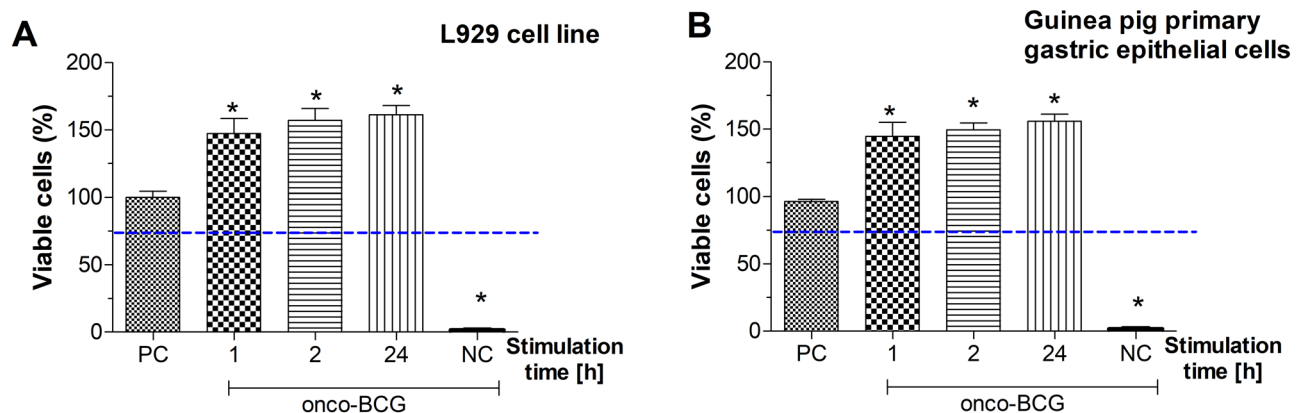 A
L929 cell line
Viable cells (%)
200
150
100
50
0
*
*
*
*
PC
1
2
24
NC
Stimulation
time [h]
onco-BCG
B
Guinea pig primary
gastric epithelial cells
Viable cells (%)
200
150
100
50
0
*
*
*
*
PC
1
2
24
NC
Stimulation
time [h]
onco-BCG